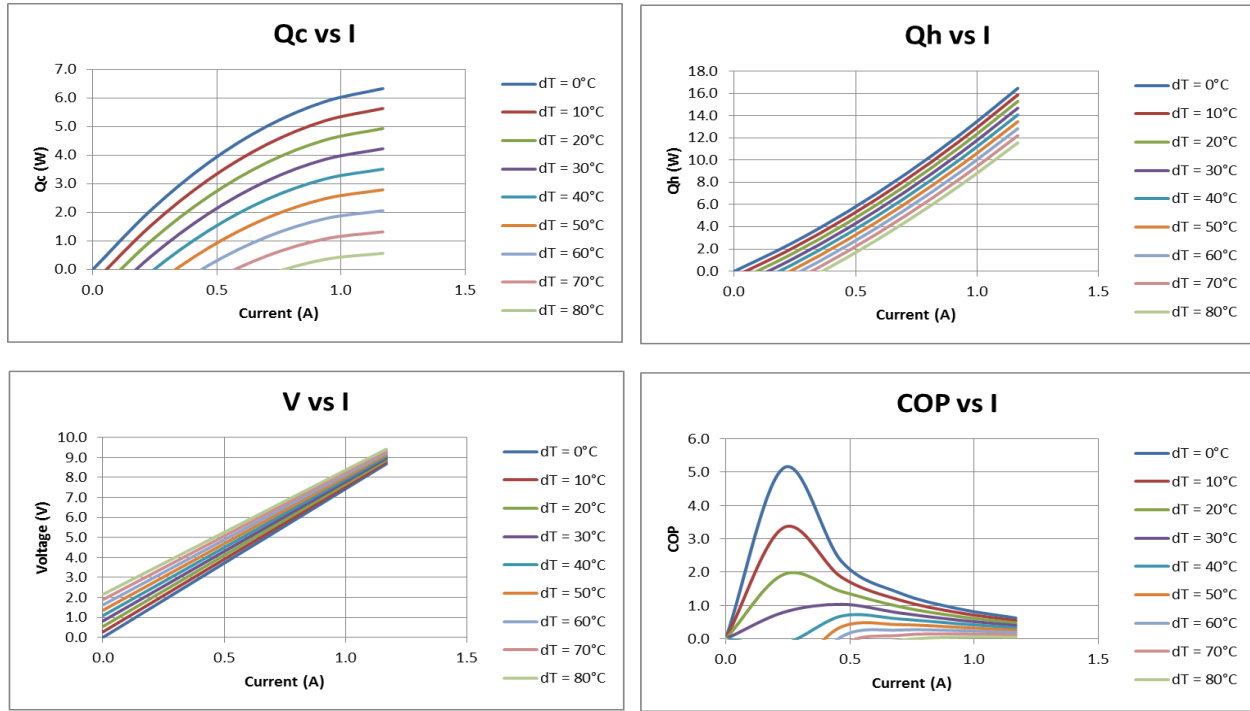 Qc vs I
Qc (W)
7.0
6.0
5.0
4.0
3.0
2.0
1.0
0.0
0.0 0.5 1.0 1.5
Current (A)
dT = 0°C
dT = 10°C
dT = 20°C
dT = 30°C
dT = 40°C
dT = 50°C
dT = 60°C
dT = 70°C
dT = 80°C
Qh vs I
Qh (W)
18.0
16.0
14.0
12.0
10.0
8.0
6.0
4.0
2.0
0.0
0.0 0.5 1.0 1.5
Current (A)
dT = 0°C
dT = 10°C
dT = 20°C
dT = 30°C
dT = 40°C
dT = 50°C
dT = 60°C
dT = 70°C
dT = 80°C
V vs I
Voltage (V)
10.0
9.0
8.0
7.0
6.0
5.0
4.0
3.0
2.0
1.0
0.0
0.0 0.5 1.0 1.5
Current (A)
dT = 0°C
dT = 10°C
dT = 20°C
dT = 30°C
dT = 40°C
dT = 50°C
dT = 60°C
dT = 70°C
dT = 80°C
COP vs I
COP
6.0
5.0
4.0
3.0
2.0
1.0
0.0
0.0 0.5 1.0 1.5
Current (A)
dT = 0°C
dT = 10°C
dT = 20°C
dT = 30°C
dT = 40°C
dT = 50°C
dT = 60°C
dT = 70°C
dT = 80°C